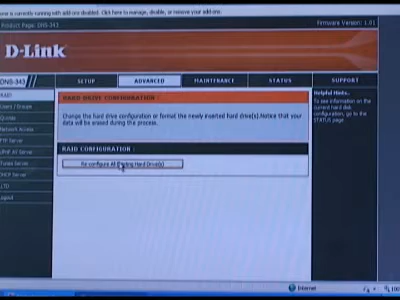 orer is currently running with add-ons disabled. Click here to manage, disable, or remove your add-ons.
Product Page: DNS-343
Firmware Version: 1.01
D-Link
DNS-343
SETUP
ADVANCED
MAINTENANCE
STATUS
SUPPORT
RAID
Users / Groups
Quotas
Network Access
FTP Server
UPnP AV Server
iTunes Server
DHCP Server
LTD
Logout
HARD DRIVE CONFIGURATION :
Change the hard drive configuration or format the newly inserted hard drive(s).Notice that your
data will be erased during the process.
RAID CONFIGURATION :
Re-configure All Existing Hard Drive(s)
Helpful Hints..
To see information on
the current hard disk
configuration, go to the
STATUS page.
Internet